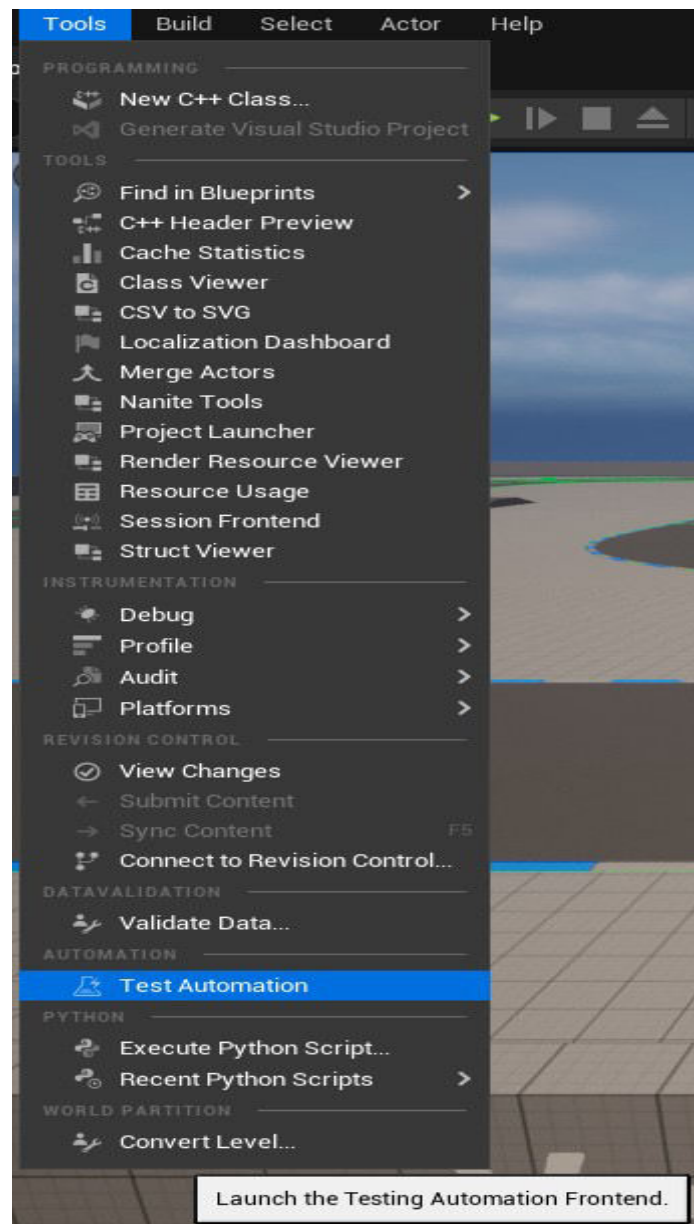 Tools Build Select Actor Help
PROGRAMMING
New C++ Class...
Generate Visual Studio Project
TOOLS
Find in Blueprints
C++ Header Preview
Cache Statistics
Class Viewer
CSV to SVG
Localization Dashboard
Merge Actors
Nanite Tools
Project Launcher
Render Resource Viewer
Resource Usage
Session Frontend
Struct Viewer
INSTRUMENTATION
Debug
Profile
Audit
Platforms
REVISION CONTROL
View Changes
Submit Content
Sync Content F5
Connect to Revision Control...
DATAVALIDATION
Validate Data...
AUTOMATION
Test Automation
PYTHON
Execute Python Script...
Recent Python Scripts
WORLD PARTITION
Convert Level...
Launch the Testing Automation Frontend.